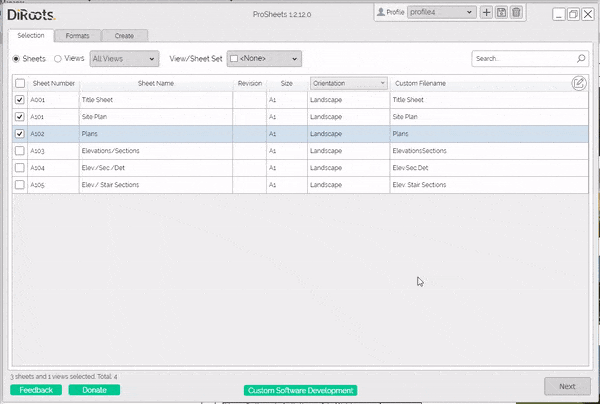 DiRoots.
ProSheets 1.2.12.0
Profile profile4
Selection Formats Create
Sheets Views All Views View/Sheet Set <None> Search...
Sheet Number Sheet Name Revision Size Orientation Custom Filename
A001 Title Sheet A1 Landscape Title Sheet
A101 Site Plan A1 Landscape Site Plan
A102 Plans A1 Landscape Plans
A103 Elevations/Sections A1 Landscape ElevationsSections
A104 Elev./Sec./Det A1 Landscape Elev.Sec.Det
A105 Elev./ Stair Sections A1 Landscape Elev. Stair Sections
3 sheets and 1 views selected. Total: 4
Feedback Donate Custom Software Development Next